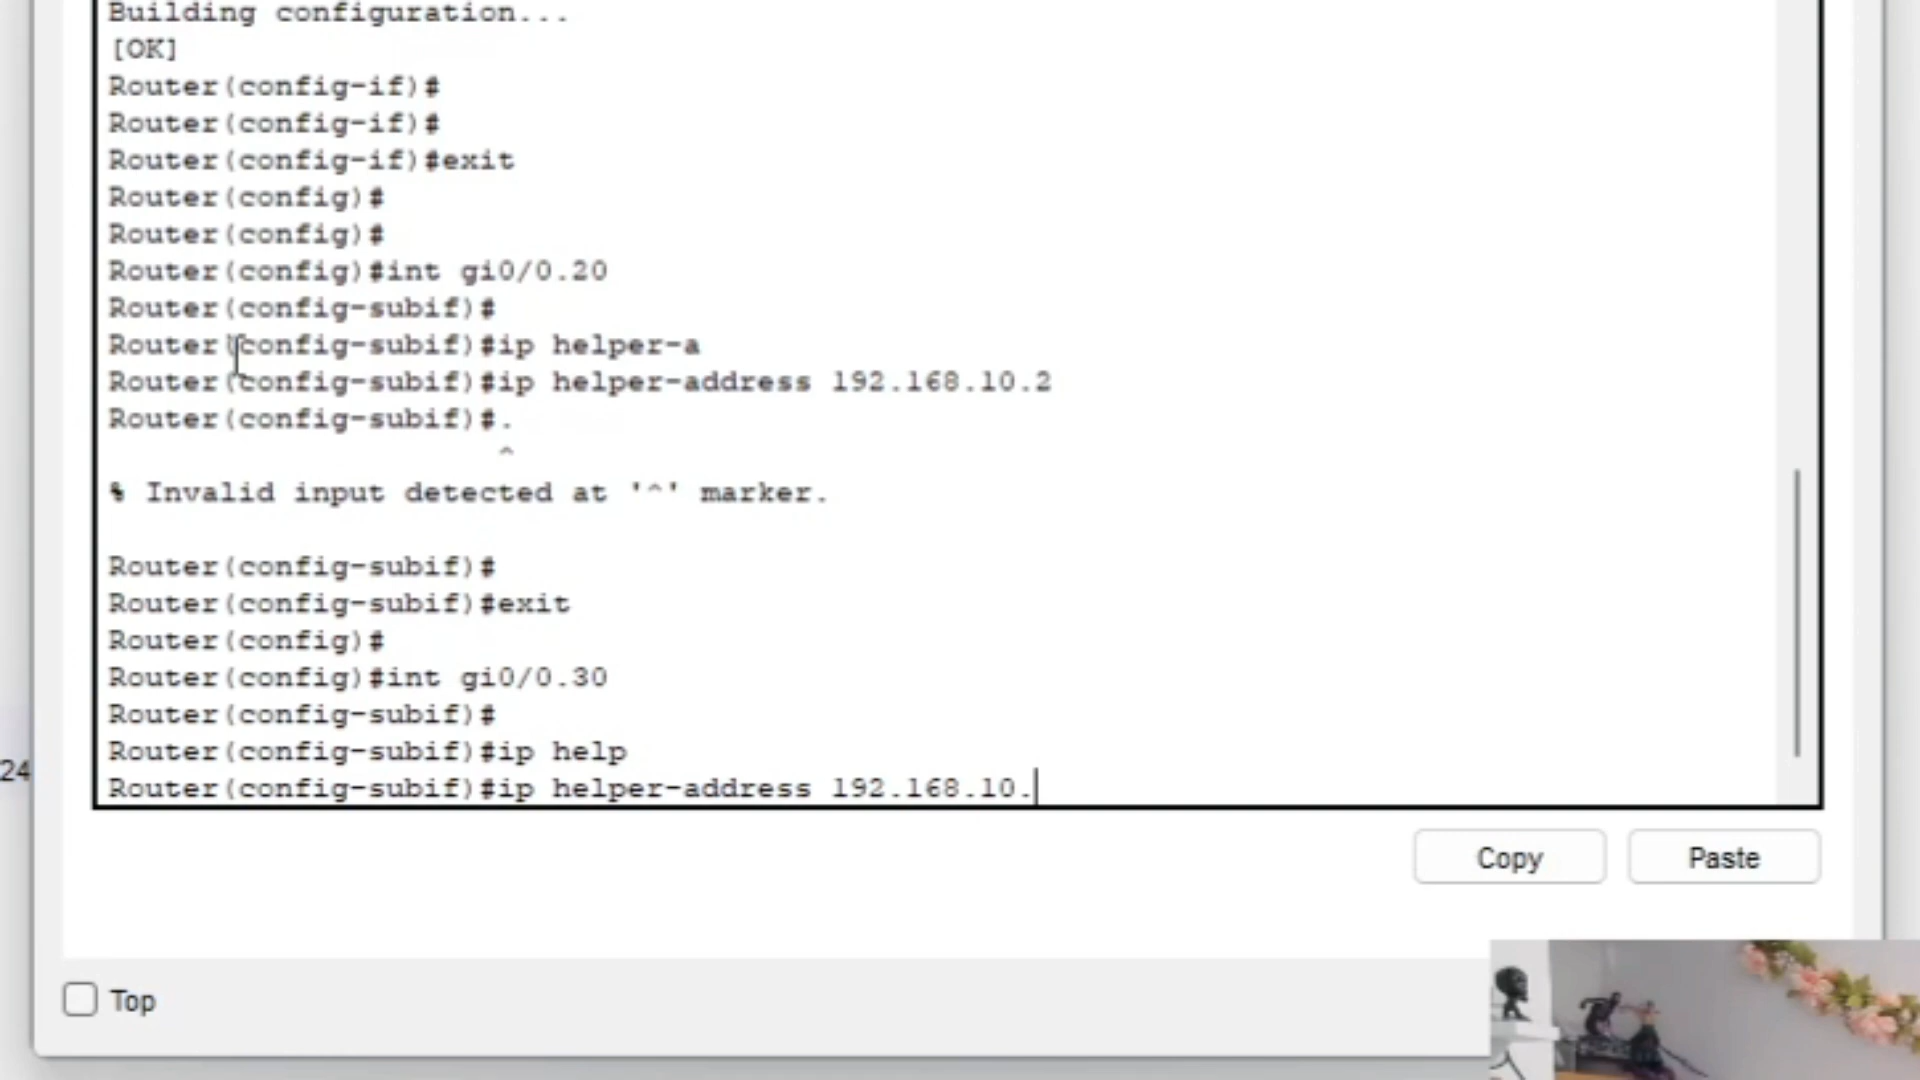 Building configuration...
[OK]
Router(config-if)#
Router(config-if)#
Router(config-if)#exit
Router(config)#
Router(config)#
Router(config)#int gi0/0.20
Router(config-subif)#
Router(config-subif)#ip helper-a
Router(config-subif)#ip helper-address 192.168.10.2
Router(config-subif)#.
^
% Invalid input detected at '^' marker.
Router(config-subif)#
Router(config-subif)#exit
Router(config)#
Router(config)#int gi0/0.30
Router(config-subif)#
Router(config-subif)#ip help
24
Router(config-subif)#ip helper-address 192.168.10.
Copy
Paste
Top